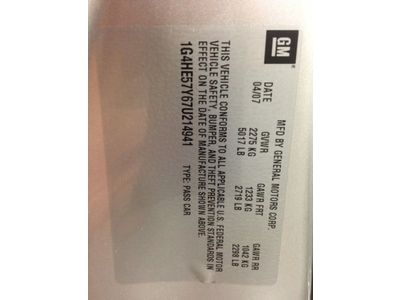 GM
MFD BY GENERAL MOTORS CORP.
DATE GVWR GAWR FRT GAWR RR
04/07 2275 KG 1233 KG 1042 KG
5017 LB 2719 LB 2298 LB
THIS VEHICLE CONFORMS TO ALL APPLICABLE U.S. FEDERAL MOTOR
VEHICLE SAFETY, BUMPER, AND THEFT PREVENTION STANDARDS IN
EFFECT ON THE DATE OF MANUFACTURE SHOWN ABOVE.
1G4HE57Y67U214941 TYPE: PASS CAR